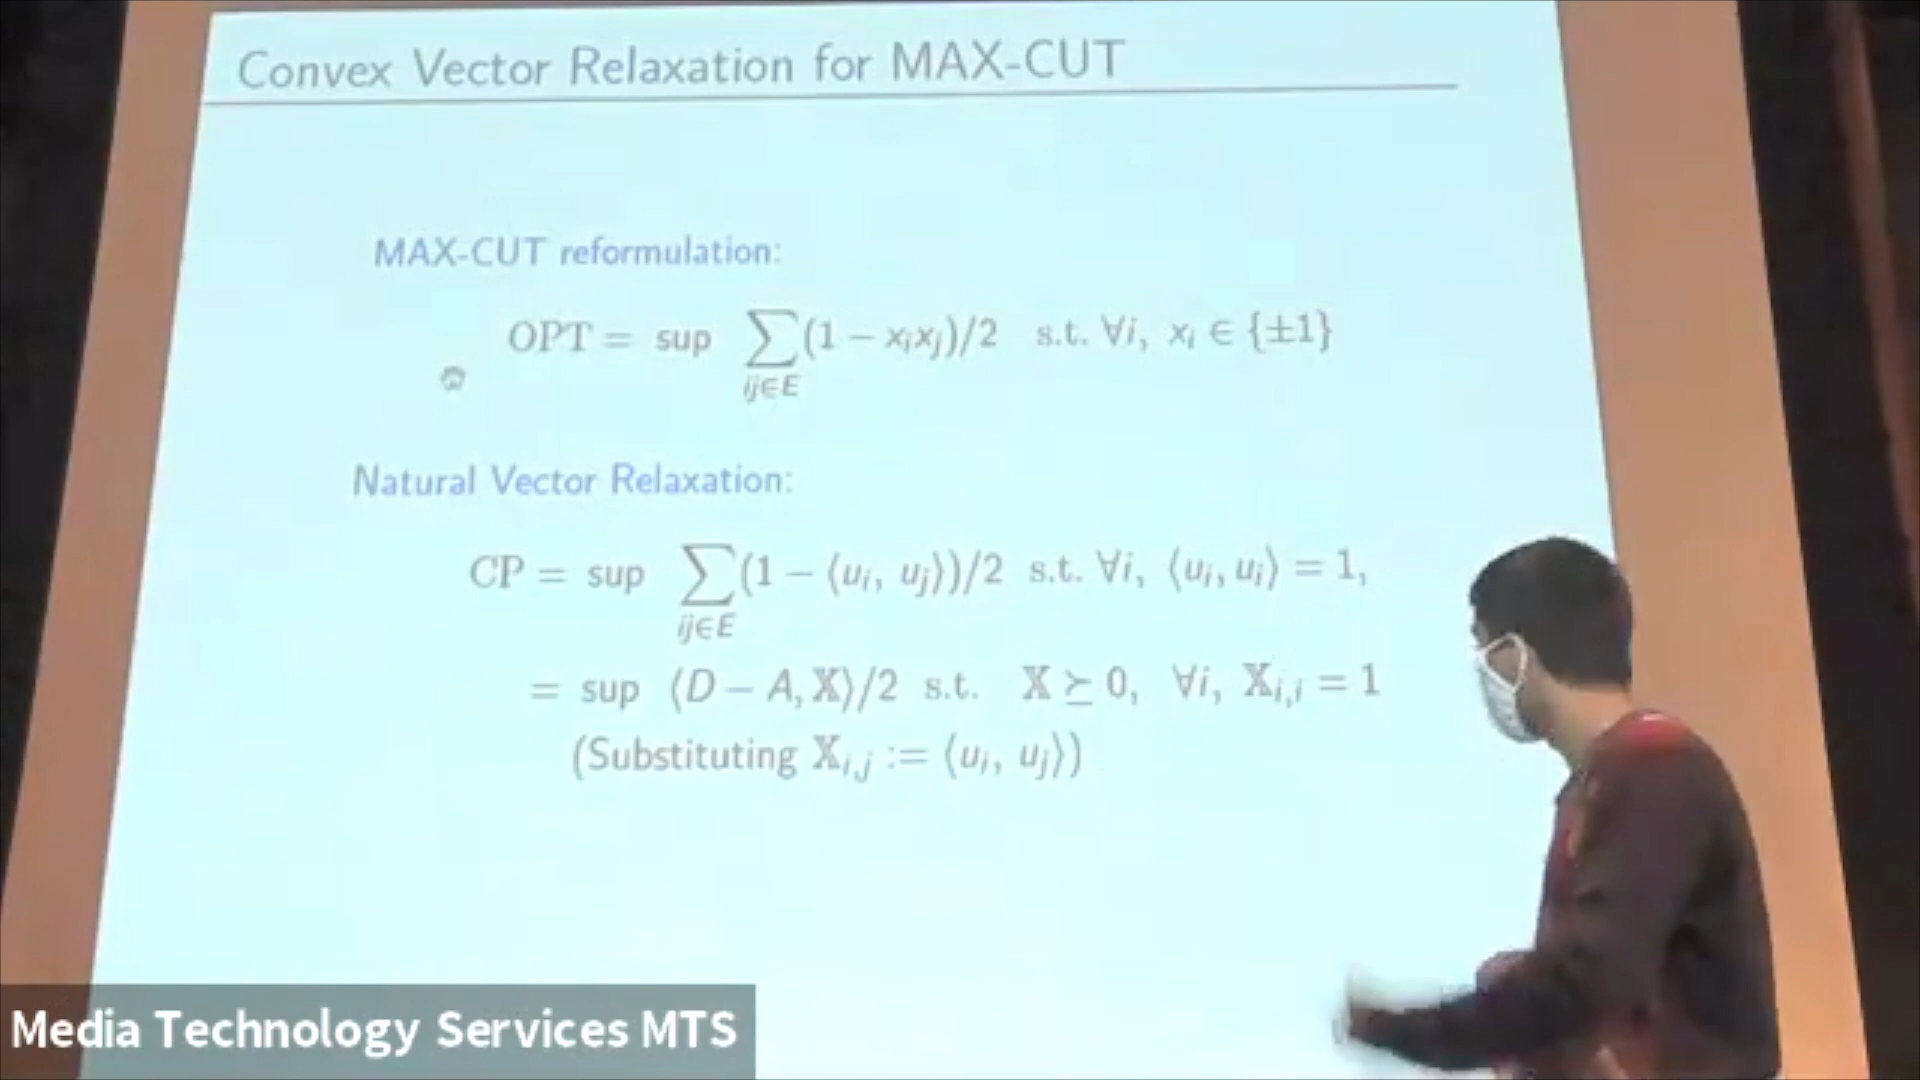 Convex Vector Relaxation for MAX-CUT
MAX-CUT reformulation:
OPT = sup ∑_{ij∈E} (1 − x_i x_j)/2 s.t. ∀i, x_i ∈ {±1}
Natural Vector Relaxation:
CP = sup ∑_{ij∈E} (1 − ⟨u_i, u_j⟩)/2 s.t. ∀i, ⟨u_i, u_i⟩ = 1,
= sup ⟨D − A, 𝕏⟩/2 s.t. 𝕏 ⪰ 0, ∀i, 𝕏_{i,i} = 1
(Substituting 𝕏_{i,j} := ⟨u_i, u_j⟩)
Media Technology Services MTS